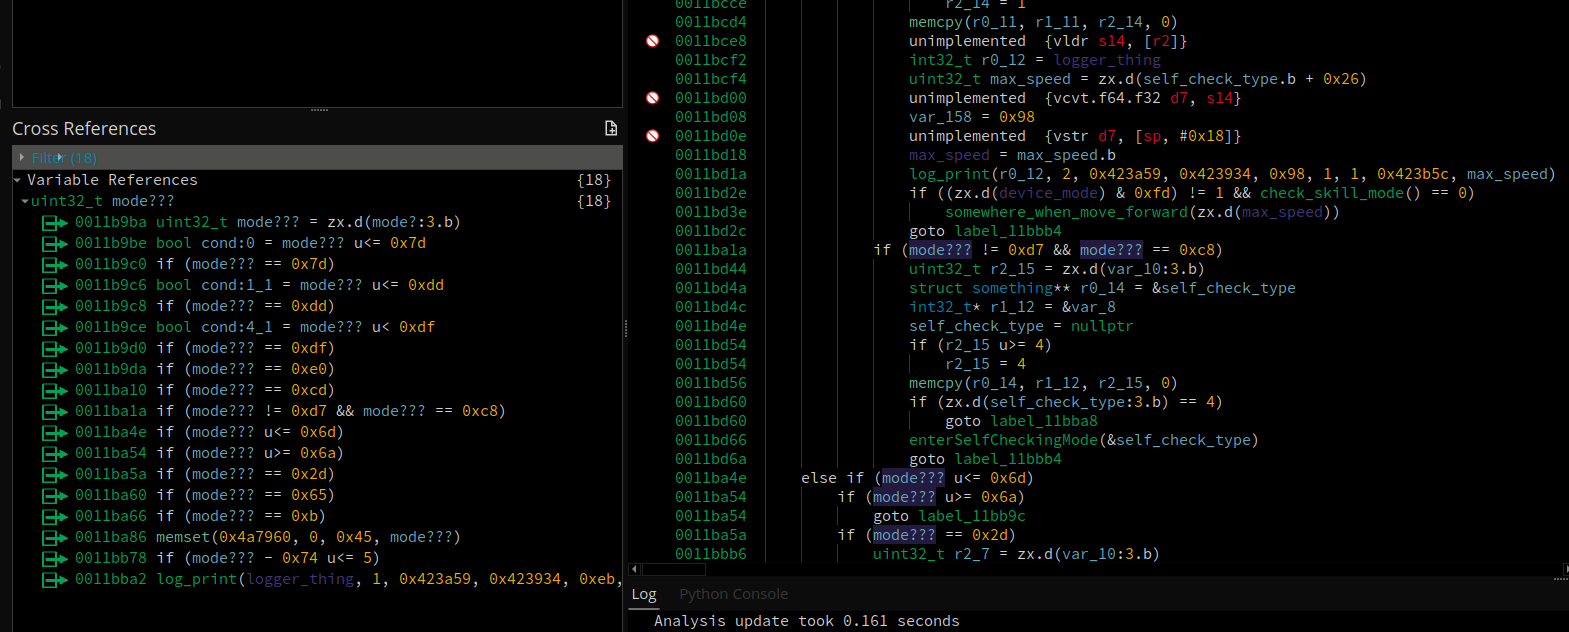 Cross References
Filter (18)
Variable References {18}
uint32_t mode??? {18}
0011b9ba uint32_t mode??? = zx.d(mode?:3.b)
0011b9be bool cond:0 = mode??? u<= 0x7d
0011b9c0 if (mode??? == 0x7d)
0011b9c6 bool cond:1_1 = mode??? u<= 0xdd
0011b9c8 if (mode??? == 0xdd)
0011b9ce bool cond:4_1 = mode??? u< 0xdf
0011b9d0 if (mode??? == 0xdf)
0011b9da if (mode??? == 0xe0)
0011ba10 if (mode??? == 0xcd)
0011ba1a if (mode??? != 0xd7 && mode??? == 0xc8)
0011ba4e if (mode??? u<= 0x6d)
0011ba54 if (mode??? u>= 0x6a)
0011ba5a if (mode??? == 0x2d)
0011ba60 if (mode??? == 0x65)
0011ba66 if (mode??? == 0xb)
0011ba86 memset(0x4a7960, 0, 0x45, mode???)
0011bb78 if (mode??? - 0x74 u<= 5)
0011bba2 log_print(logger_thing, 1, 0x423a59, 0x423934, 0xeb,
0011bcce r2_14 = 1
0011bcd4 memcpy(r0_11, r1_11, r2_14, 0)
0011bce8 unimplemented {vldr s14, [r2]}
0011bcf2 int32_t r0_12 = logger_thing
0011bcf4 uint32_t max_speed = zx.d(self_check_type.b + 0x26)
0011bd00 unimplemented {vcvt.f64.f32 d7, s14}
0011bd08 var_158 = 0x98
0011bd0e unimplemented {vstr d7, [sp, #0x18]}
0011bd18 max_speed = max_speed.b
0011bd1a log_print(r0_12, 2, 0x423a59, 0x423934, 0x98, 1, 1, 0x423b5c, max_speed)
0011bd2e if ((zx.d(device_mode) & 0xfd) != 1 && check_skill_mode() == 0)
0011bd3e somewhere_when_move_forward(zx.d(max_speed))
0011bd2c goto label_11bbb4
0011ba1a if (mode??? != 0xd7 && mode??? == 0xc8)
0011bd44 uint32_t r2_15 = zx.d(var_10:3.b)
0011bd4a struct something** r0_14 = &self_check_type
0011bd4c int32_t* r1_12 = &var_8
0011bd4e self_check_type = nullptr
0011bd54 if (r2_15 u>= 4)
0011bd54 r2_15 = 4
0011bd56 memcpy(r0_14, r1_12, r2_15, 0)
0011bd60 if (zx.d(self_check_type:3.b) == 4)
0011bd60 goto label_11bba8
0011bd66 enterSelfCheckingMode(&self_check_type)
0011bd6a goto label_11bbb4
0011ba4e else if (mode??? u<= 0x6d)
0011ba54 if (mode??? u>= 0x6a)
0011ba54 goto label_11bb9c
0011ba5a if (mode??? == 0x2d)
0011bbb6 uint32_t r2_7 = zx.d(var_10:3.b)
Log Python Console
Analysis update took 0.161 seconds